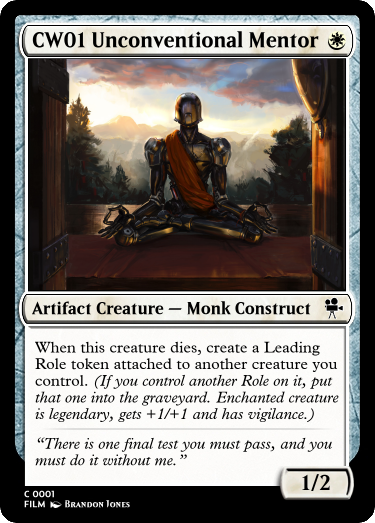 CW01 Unconventional Mentor
Artifact Creature — Monk Construct
When this creature dies, create a Leading
Role token attached to another creature you
control. (If you control another Role on it, put
that one into the graveyard. Enchanted creature
is legendary, gets +1/+1 and has vigilance.)
“There is one final test you must pass, and you
must do it without me.”
1/2
C 0001
FILM Brandon Jones